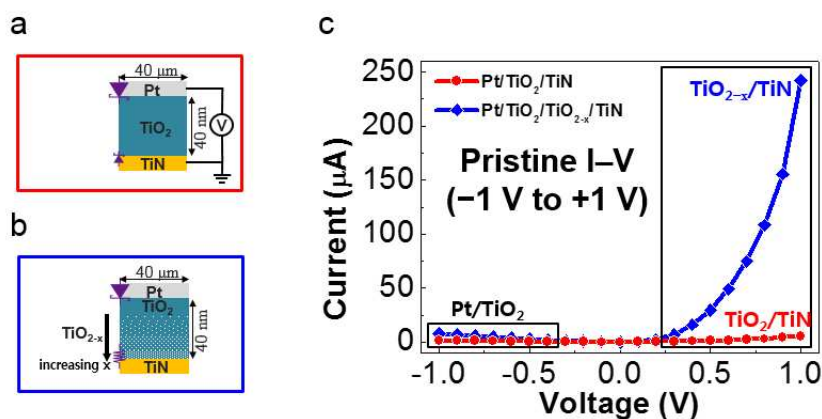 a
40 μm
Pt
TiO₂
40 nm
TiN
V
b
40 μm
Pt
TiO₂
TiO₂₋ₓ
40 nm
increasing x
TiN
c
Current (μA)
250
200
150
100
50
0
Pt/TiO₂/TiN
Pt/TiO₂/TiO₂₋ₓ/TiN
TiO₂₋ₓ/TiN
Pristine I–V
(−1 V to +1 V)
Pt/TiO₂
TiO₂/TiN
-1.0 -0.5 0.0 0.5 1.0
Voltage (V)